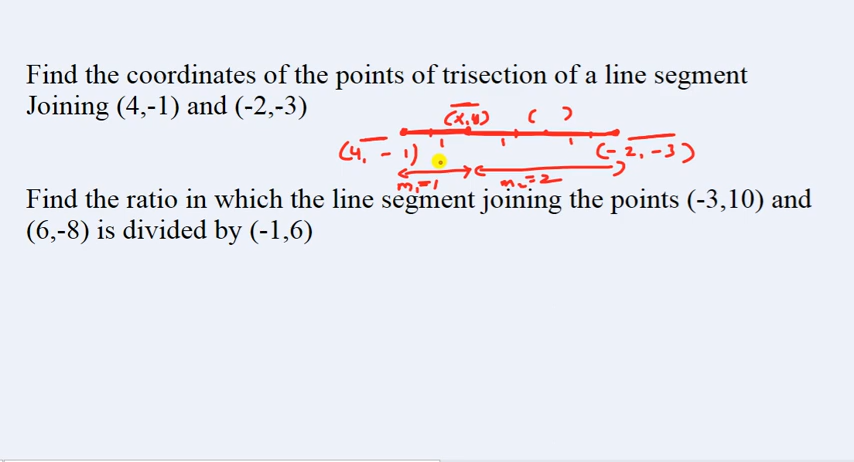 Find the coordinates of the points of trisection of a line segment
Joining (4,-1) and (-2,-3)
(x,y) ( )
(4, -1) (-2, -3)
m₁=1 m₂=2
Find the ratio in which the line segment joining the points (-3,10) and
(6,-8) is divided by (-1,6)